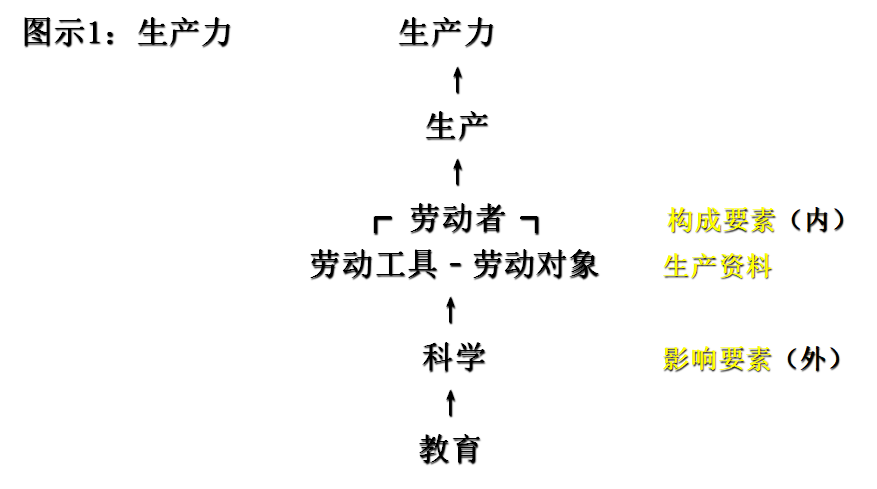 图示1：生产力 生产力
↑
生产
↑
┌ 劳动者 ┐ 构成要素（内）
劳动工具－劳动对象 生产资料
↑
科学 影响要素（外）
↑
教育